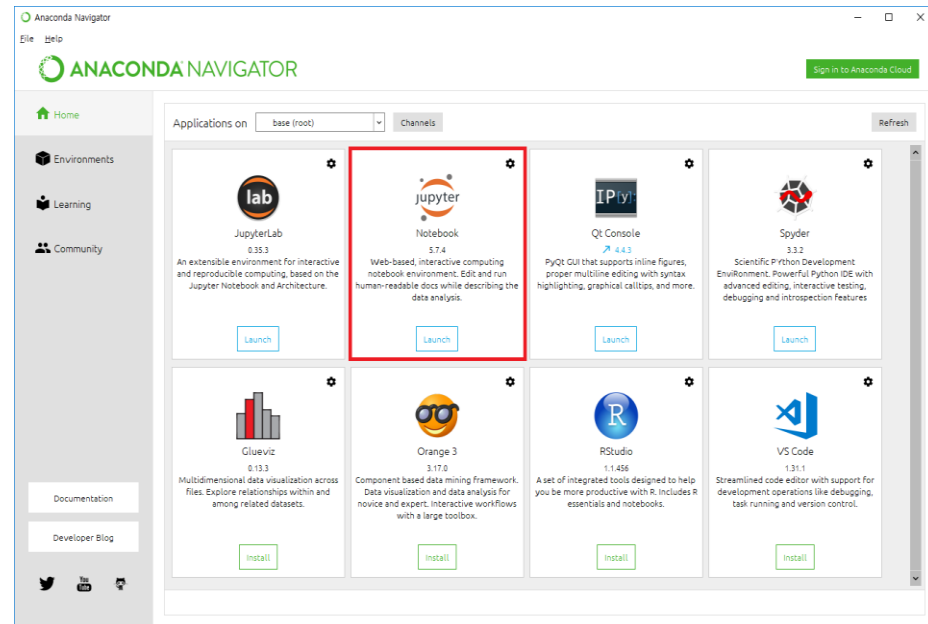 Anaconda Navigator
File Help
ANACONDA NAVIGATOR
Sign in to Anaconda Cloud
Home
Environments
Learning
Community
Documentation
Developer Blog
You
Tube
Applications on base (root) Channels Refresh
lab
JupyterLab
0.35.3
An extensible environment for interactive
and reproducible computing, based on the
Jupyter Notebook and Architecture.
Launch
jupyter
Notebook
5.7.4
Web-based, interactive computing
notebook environment. Edit and run
human-readable docs while describing the
data analysis.
Launch
IP[y]:
Qt Console
4.4.3
PyQt GUI that supports inline figures,
proper multiline editing with syntax
highlighting, graphical calltips, and more.
Launch
Spyder
3.3.2
Scientific PYthon Development
EnviRonment. Powerful Python IDE with
advanced editing, interactive testing,
debugging and introspection features
Launch
Glueviz
0.13.3
Multidimensional data visualization across
files. Explore relationships within and
among related datasets.
Install
Orange 3
3.17.0
Component based data mining framework.
Data visualization and data analysis for
novice and expert. Interactive workflows
with a large toolbox.
Install
R
RStudio
1.1.456
A set of integrated tools designed to help
you be more productive with R. Includes R
essentials and notebooks.
Install
VS Code
1.31.1
Streamlined code editor with support for
development operations like debugging,
task running and version control.
Install